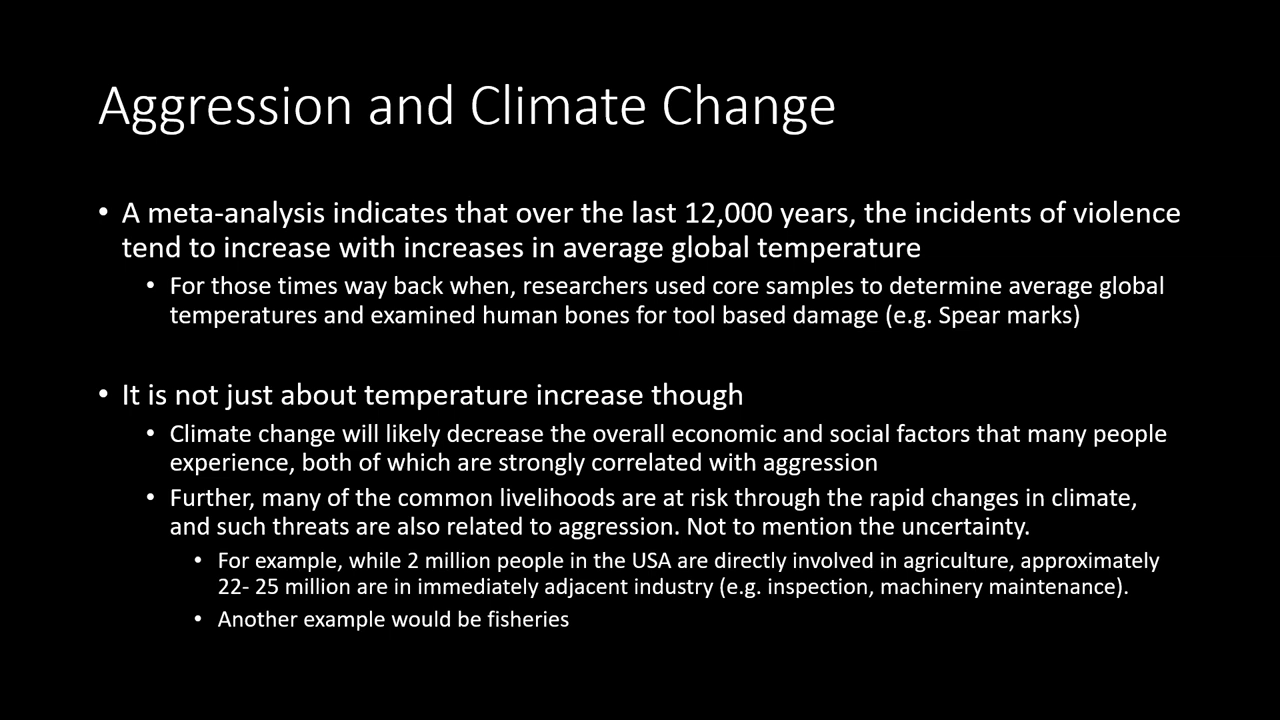 Aggression and Climate Change
• A meta-analysis indicates that over the last 12,000 years, the incidents of violence
tend to increase with increases in average global temperature
• For those times way back when, researchers used core samples to determine average global
temperatures and examined human bones for tool based damage (e.g. Spear marks)
• It is not just about temperature increase though
• Climate change will likely decrease the overall economic and social factors that many people
experience, both of which are strongly correlated with aggression
• Further, many of the common livelihoods are at risk through the rapid changes in climate,
and such threats are also related to aggression. Not to mention the uncertainty.
• For example, while 2 million people in the USA are directly involved in agriculture, approximately
22- 25 million are in immediately adjacent industry (e.g. inspection, machinery maintenance).
• Another example would be fisheries